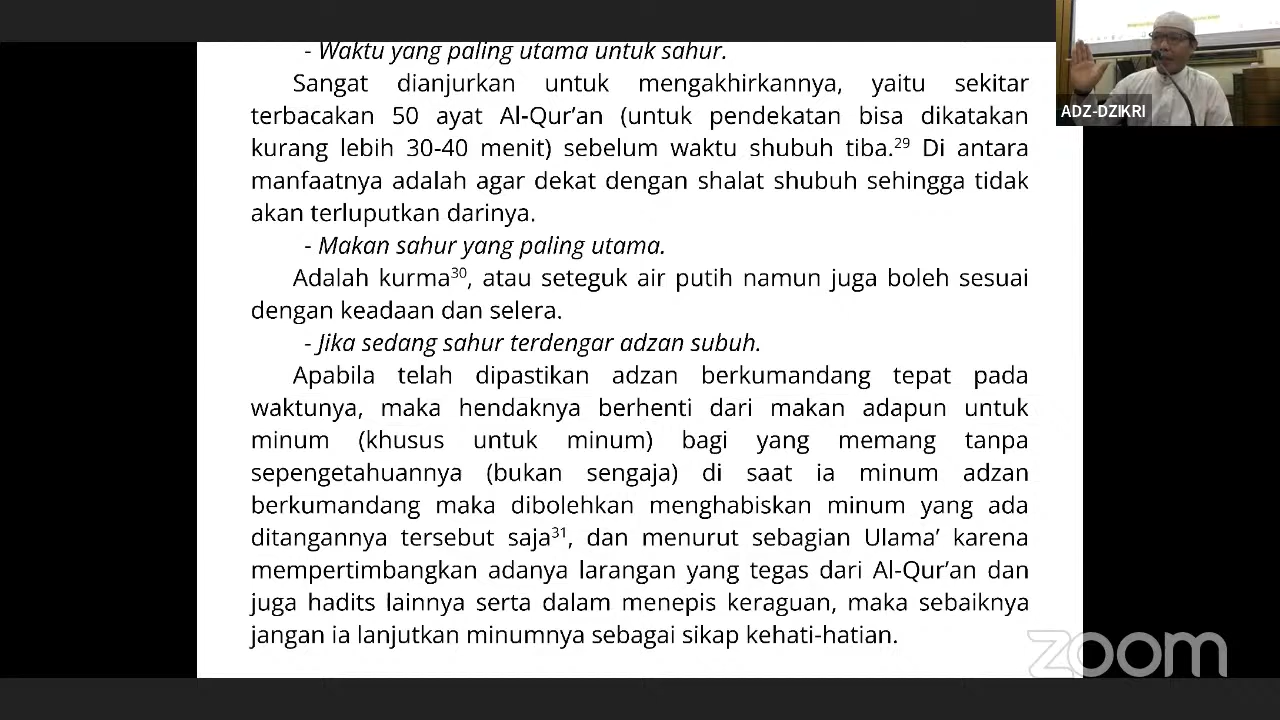 - Waktu yang paling utama untuk sahur.
Sangat dianjurkan untuk mengakhirkannya, yaitu sekitar
terbacakan 50 ayat Al-Qur’an (untuk pendekatan bisa dikatakan
kurang lebih 30-40 menit) sebelum waktu shubuh tiba.29 Di antara
manfaatnya adalah agar dekat dengan shalat shubuh sehingga tidak
akan terluputkan darinya.
- Makan sahur yang paling utama.
Adalah kurma30, atau seteguk air putih namun juga boleh sesuai
dengan keadaan dan selera.
- Jika sedang sahur terdengar adzan subuh.
Apabila telah dipastikan adzan berkumandang tepat pada
waktunya, maka hendaknya berhenti dari makan adapun untuk
minum (khusus untuk minum) bagi yang memang tanpa
sepengetahuannya (bukan sengaja) di saat ia minum adzan
berkumandang maka dibolehkan menghabiskan minum yang ada
ditangannya tersebut saja31, dan menurut sebagian Ulama’ karena
mempertimbangkan adanya larangan yang tegas dari Al-Qur’an dan
juga hadits lainnya serta dalam menepis keraguan, maka sebaiknya
jangan ia lanjutkan minumnya sebagai sikap kehati-hatian.
ADZ-DZIKRI
zoom